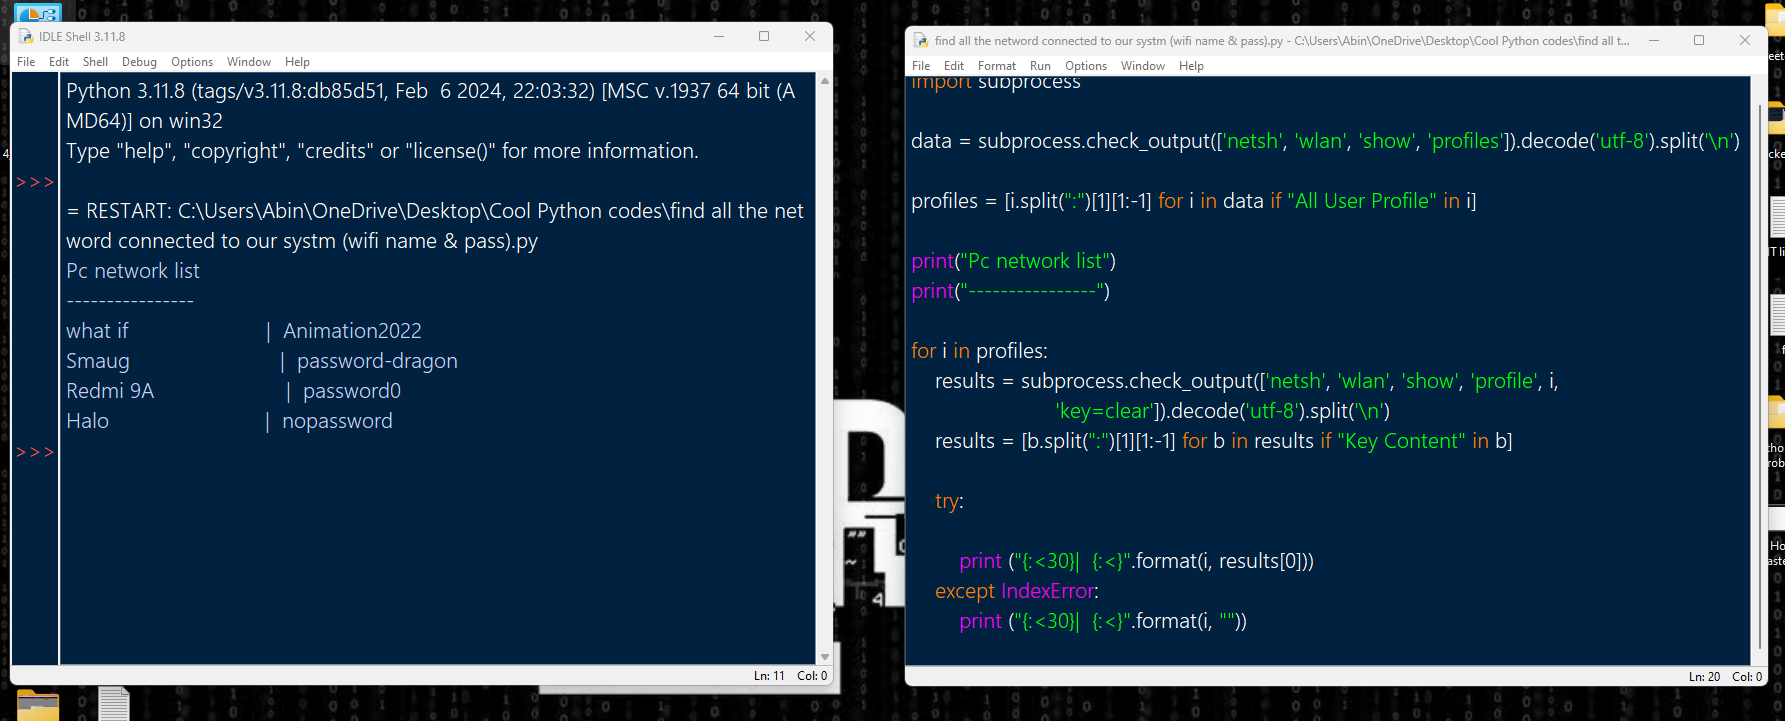 IDLE Shell 3.11.8
File Edit Shell Debug Options Window Help
Python 3.11.8 (tags/v3.11.8:db85d51, Feb  6 2024, 22:03:32) [MSC v.1937 64 bit (A
MD64)] on win32
Type "help", "copyright", "credits" or "license()" for more information.
>>>
= RESTART: C:\Users\Abin\OneDrive\Desktop\Cool Python codes\find all the net
word connected to our systm (wifi name & pass).py
Pc network list
----------------
what if | Animation2022
Smaug | password-dragon
Redmi 9A | password0
Halo | nopassword
>>>
Ln: 11 Col: 0
find all the netword connected to our systm (wifi name & pass).py - C:\Users\Abin\OneDrive\Desktop\Cool Python codes\find all t...
File Edit Format Run Options Window Help
import subprocess
data = subprocess.check_output(['netsh', 'wlan', 'show', 'profiles']).decode('utf-8').split('\n')
profiles = [i.split(":")[1][1:-1] for i in data if "All User Profile" in i]
print("Pc network list")
print("----------------")
for i in profiles:
results = subprocess.check_output(['netsh', 'wlan', 'show', 'profile', i,
'key=clear']).decode('utf-8').split('\n')
results = [b.split(":")[1][1:-1] for b in results if "Key Content" in b]
try:
print ("{:<30}|  {:<}".format(i, results[0]))
except IndexError:
print ("{:<30}|  {:<}".format(i, ""))
Ln: 20 Col: 0